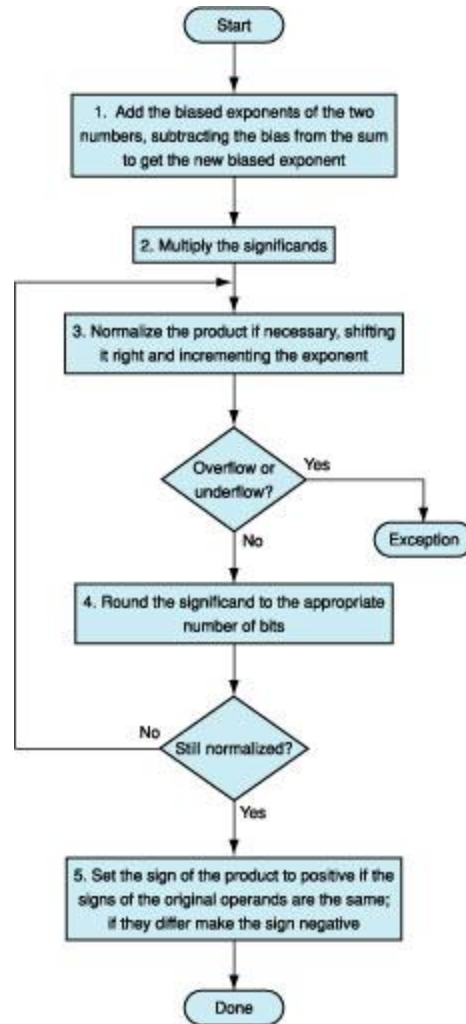 Start
1. Add the biased exponents of the two
numbers, subtracting the bias from the sum
to get the new biased exponent
2. Multiply the significands
3. Normalize the product if necessary, shifting
it right and incrementing the exponent
Overflow or
underflow?
Yes
Exception
No
4. Round the significand to the appropriate
number of bits
No
Still normalized?
Yes
5. Set the sign of the product to positive if the
signs of the original operands are the same;
if they differ make the sign negative
Done